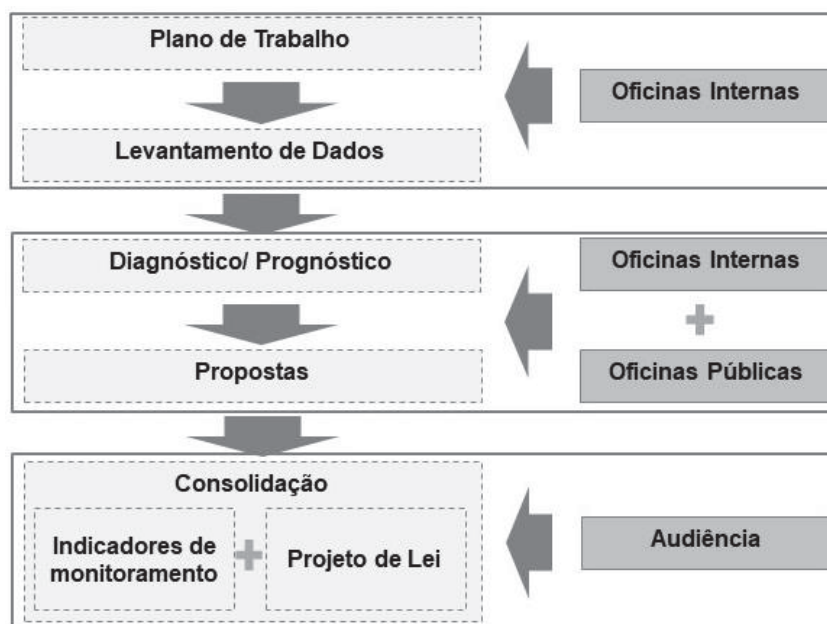 Plano de Trabalho
Oficinas Internas
Levantamento de Dados
Diagnóstico/ Prognóstico
Oficinas Internas
Propostas
Oficinas Públicas
Consolidação
Indicadores de
monitoramento
Projeto de Lei
Audiência